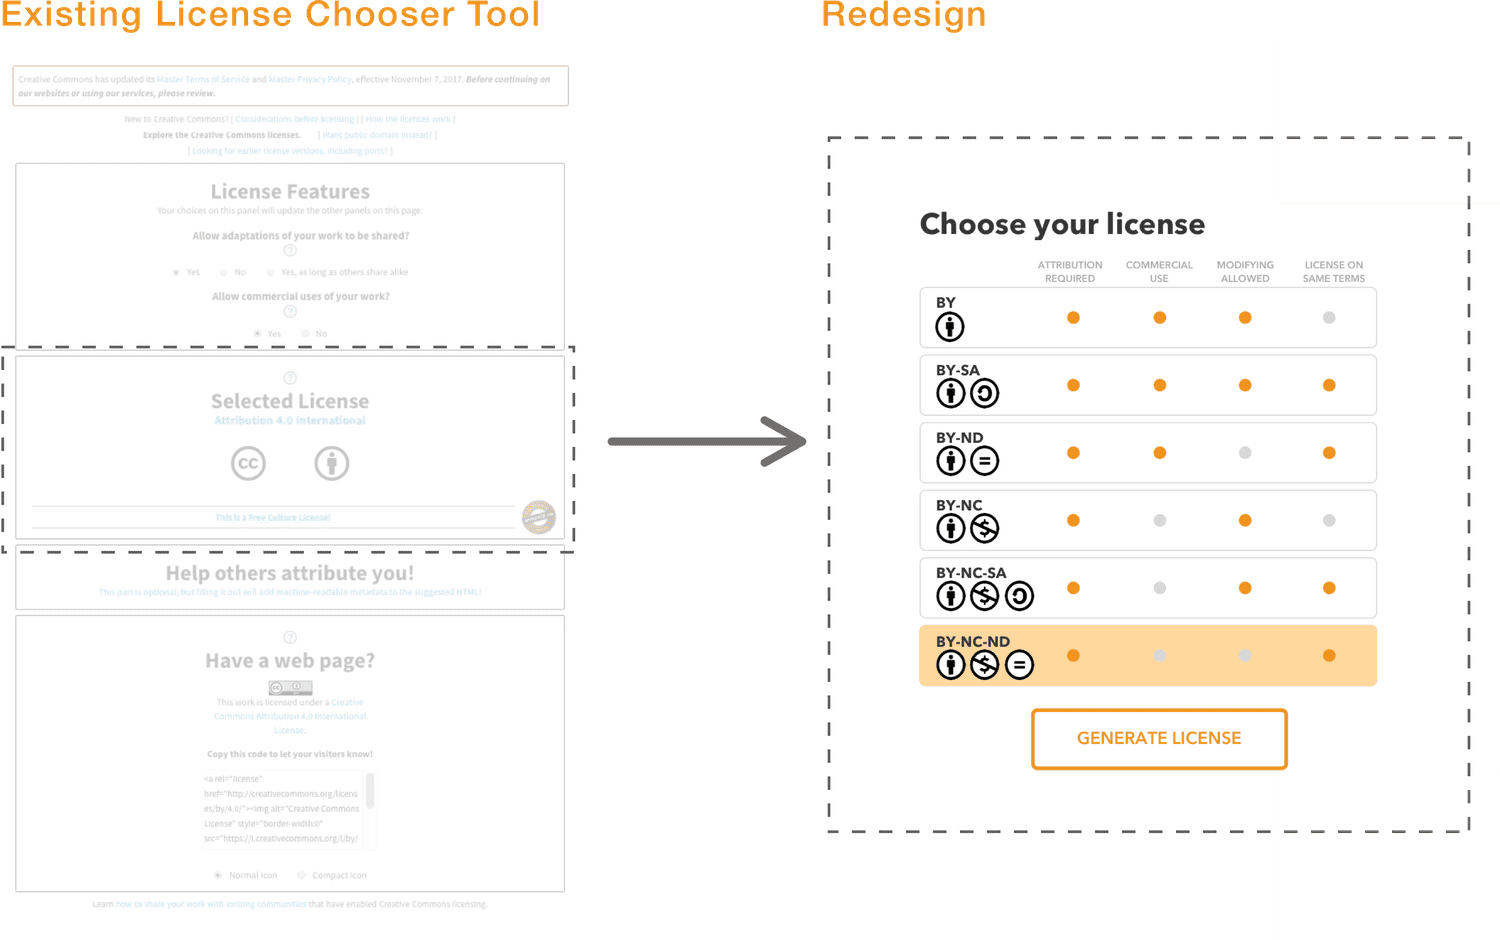 Existing License Chooser Tool
Creative Commons has updated its Master Terms of Service and Master Privacy Policy, effective November 7, 2017. Before continuing on
our websites or using our services, please review.
New to Creative Commons? [ Considerations before licensing ] [ How the licenses work ]
Explore the Creative Commons licenses. [ Want public domain instead? ]
[ Looking for earlier license versions, including ports? ]
License Features
Your choices on this panel will update the other panels on this page.
Allow adaptations of your work to be shared?
?
Yes No Yes, as long as others share alike
Allow commercial uses of your work?
?
Yes No
?
Selected License
Attribution 4.0 International
cc
This is a Free Culture License!
Help others attribute you!
This part is optional, but filling it out will add machine-readable metadata to the suggested HTML!
?
Have a web page?
cc
This work is licensed under a Creative
Commons Attribution 4.0 International
License.
Copy this code to let your visitors know!
<a rel="license"
href="http://creativecommons.org/licens
es/by/4.0/"><img alt="Creative Commons
License" style="border-width:0"
src="https://i.creativecommons.org/l/by/
Normal Icon Compact Icon
Learn how to share your work with existing communities that have enabled Creative Commons licensing.
Redesign
Choose your license
ATTRIBUTION REQUIRED COMMERCIAL USE MODIFYING ALLOWED LICENSE ON SAME TERMS
BY
BY-SA
BY-ND
=
BY-NC
$
BY-NC-SA
$
BY-NC-ND
$ =
GENERATE LICENSE